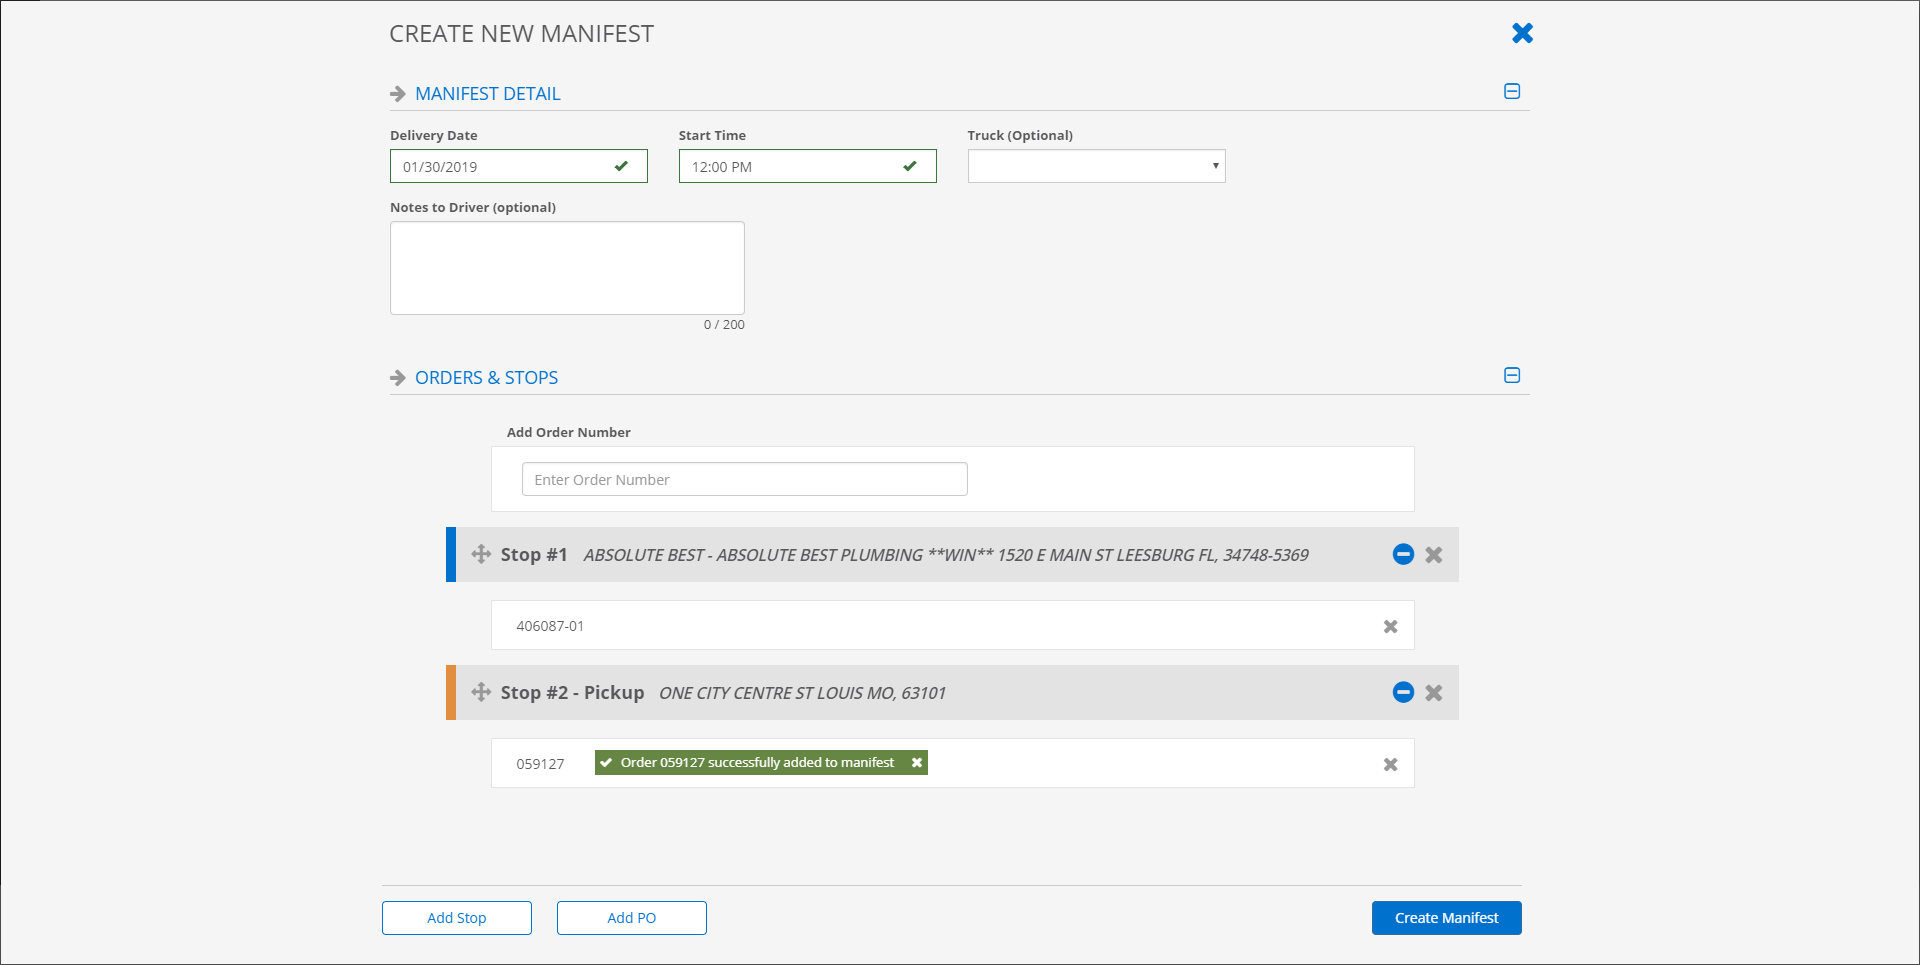 CREATE NEW MANIFEST
MANIFEST DETAIL
Delivery Date
Start Time
Truck (Optional)
01/30/2019
12:00 PM
Notes to Driver (optional)
0 / 200
ORDERS & STOPS
Add Order Number
Enter Order Number
Stop #1 ABSOLUTE BEST - ABSOLUTE BEST PLUMBING **WIN** 1520 E MAIN ST LEESBURG FL, 34748-5369
406087-01
Stop #2 - Pickup ONE CITY CENTRE ST LOUIS MO, 63101
059127 Order 059127 successfully added to manifest
Add Stop
Add PO
Create Manifest